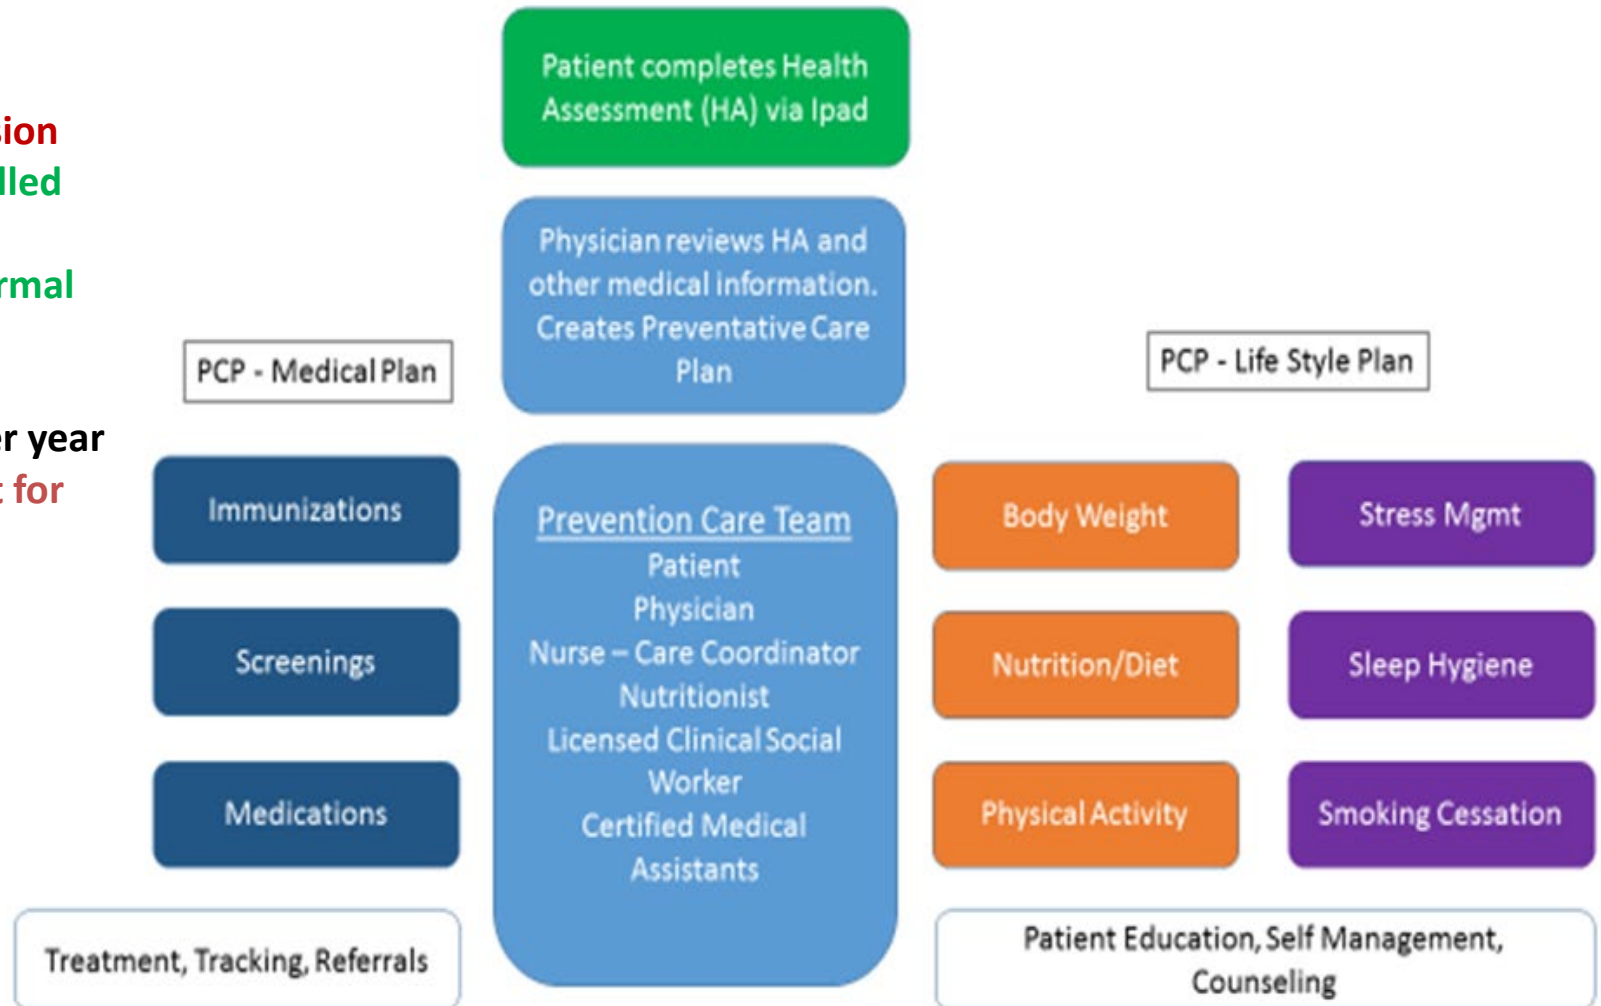 Patient completes Health
Assessment (HA) via Ipad
Physician reviews HA and
other medical information.
Creates Preventative Care
Plan
er year
t for
PCP - Medical Plan
Immunizations
Screenings
Medications
Treatment, Tracking, Referrals
Prevention Care Team
Patient
Physician
Nurse – Care Coordinator
Nutritionist
Licensed Clinical Social
Worker
Certified Medical
Assistants
PCP - Life Style Plan
Body Weight
Nutrition/Diet
Physical Activity
Stress Mgmt
Sleep Hygiene
Smoking Cessation
Patient Education, Self Management,
Counseling